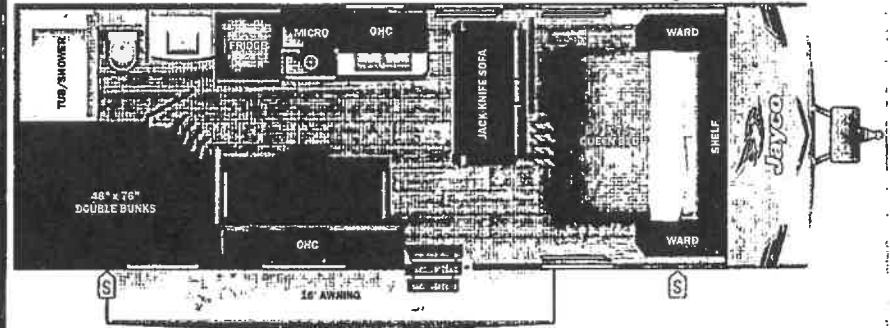 TUB/SHOWER
FRIDGE
MICRO
OHC
JACK KNIFE SOFA
WARD
QUEEN BED
SHELF
Jayco
48" x 76"
DOUBLE BUNKS
OHC
WARD
S
S
16' AWNING